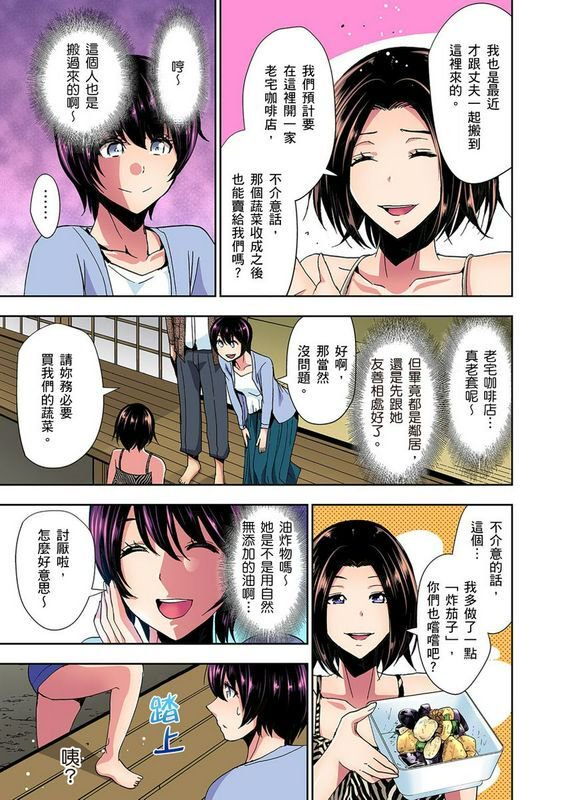 我也是最近
才跟丈夫一起搬到
這裡來的。
我們預計要
在這裡開一家
老宅咖啡店，
不介意話，
那個蔬菜收成之後
也能賣給我們嗎？
哼～
這個人也是
搬過來的啊～
……
老宅咖啡店…
真老套呢～
但畢竟都是鄰居，
還是先跟她
友善相處好了。
好啊，
那當然
沒問題。
請妳務必要
買我們的蔬菜。
不介意的話，
這個…
我多做了一點
「炸茄子」，
你們也嚐嚐吧？
油炸物嗎～
她是不是用自然
無添加的油啊…
討厭啦，
怎麼好意思～
踏上
咦？